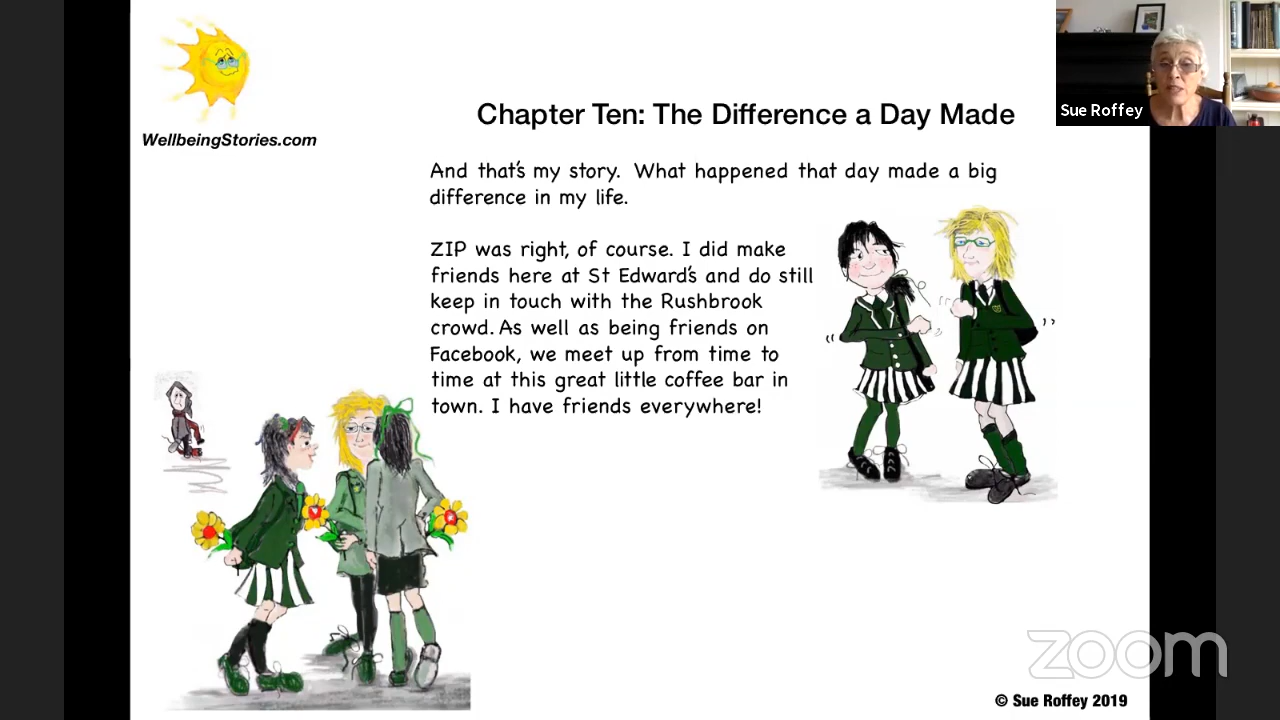 WellbeingStories.com
Chapter Ten: The Difference a Day Made
And that's my story. What happened that day made a big
difference in my life.
ZIP was right, of course. I did make
friends here at St Edward's and do still
keep in touch with the Rushbrook
crowd. As well as being friends on
Facebook, we meet up from time to
time at this great little coffee bar in
town. I have friends everywhere!
Sue Roffey
zoom
© Sue Roffey 2019